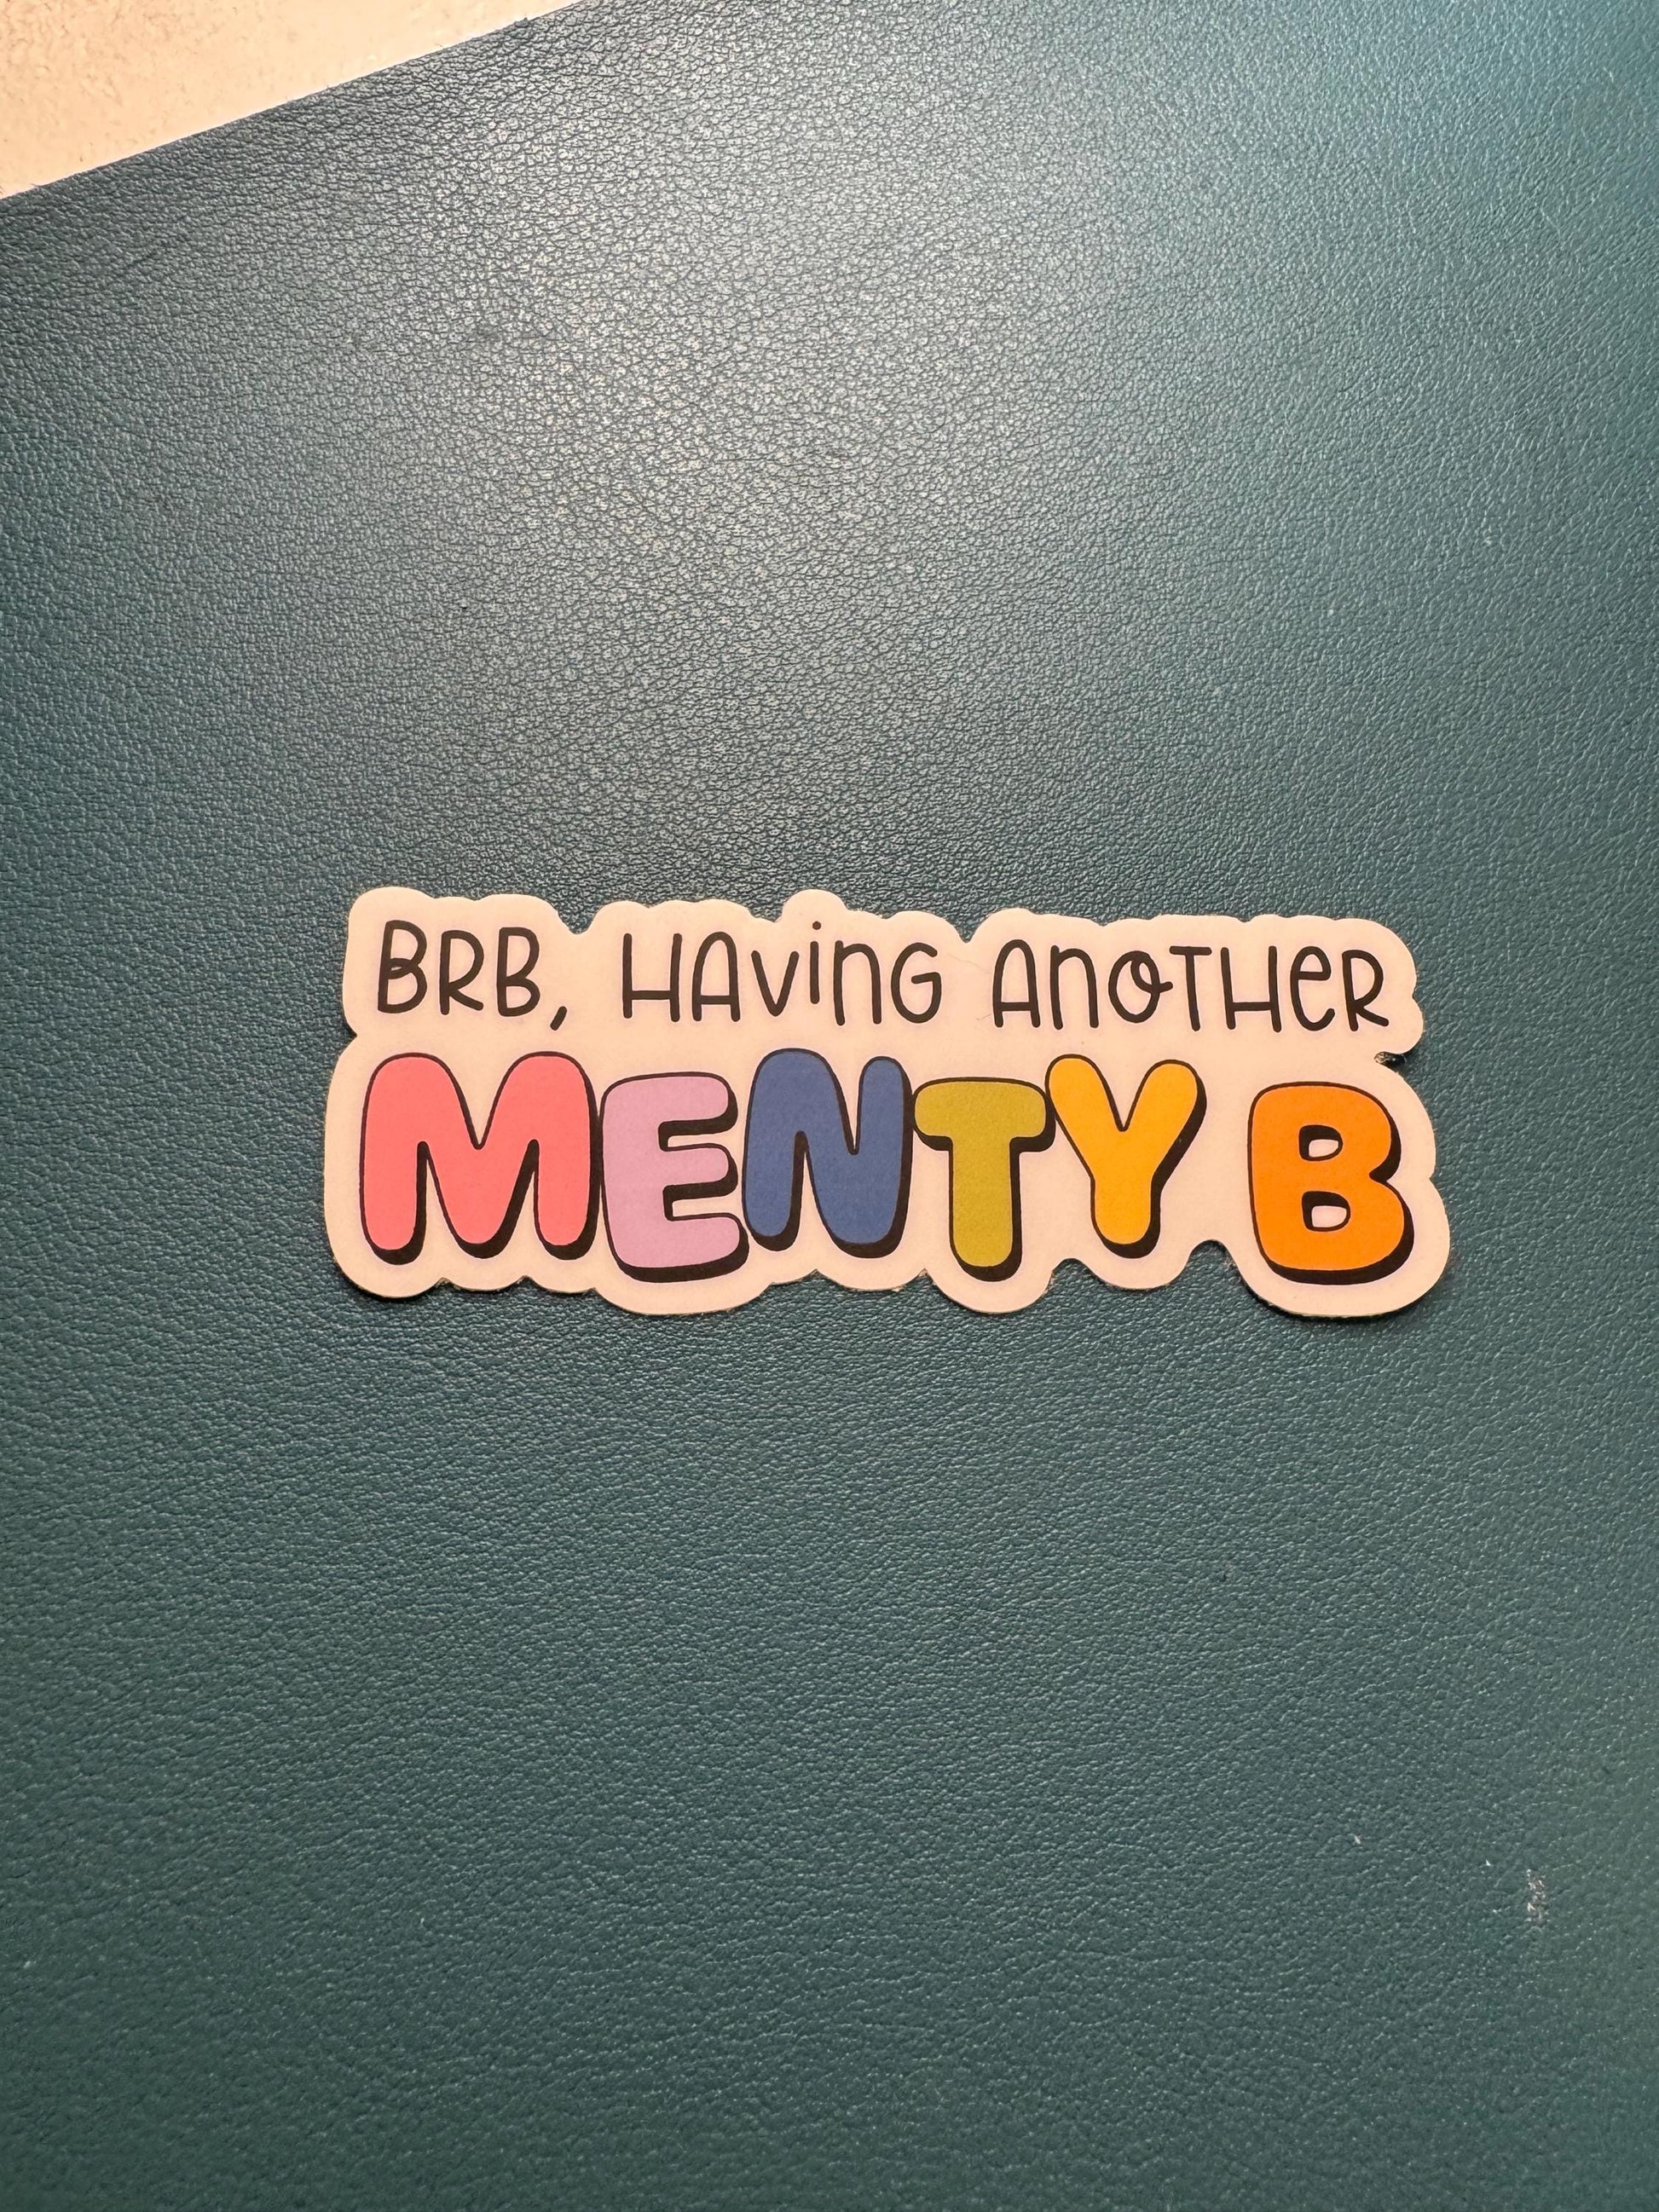 BRB, HAVING ANOTHER
MENTY B